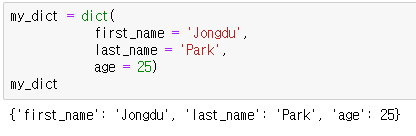 my_dict = dict(
first_name = 'Jongdu',
last_name = 'Park',
age = 25)
my_dict
{'first_name': 'Jongdu', 'last_name': 'Park', 'age': 25}